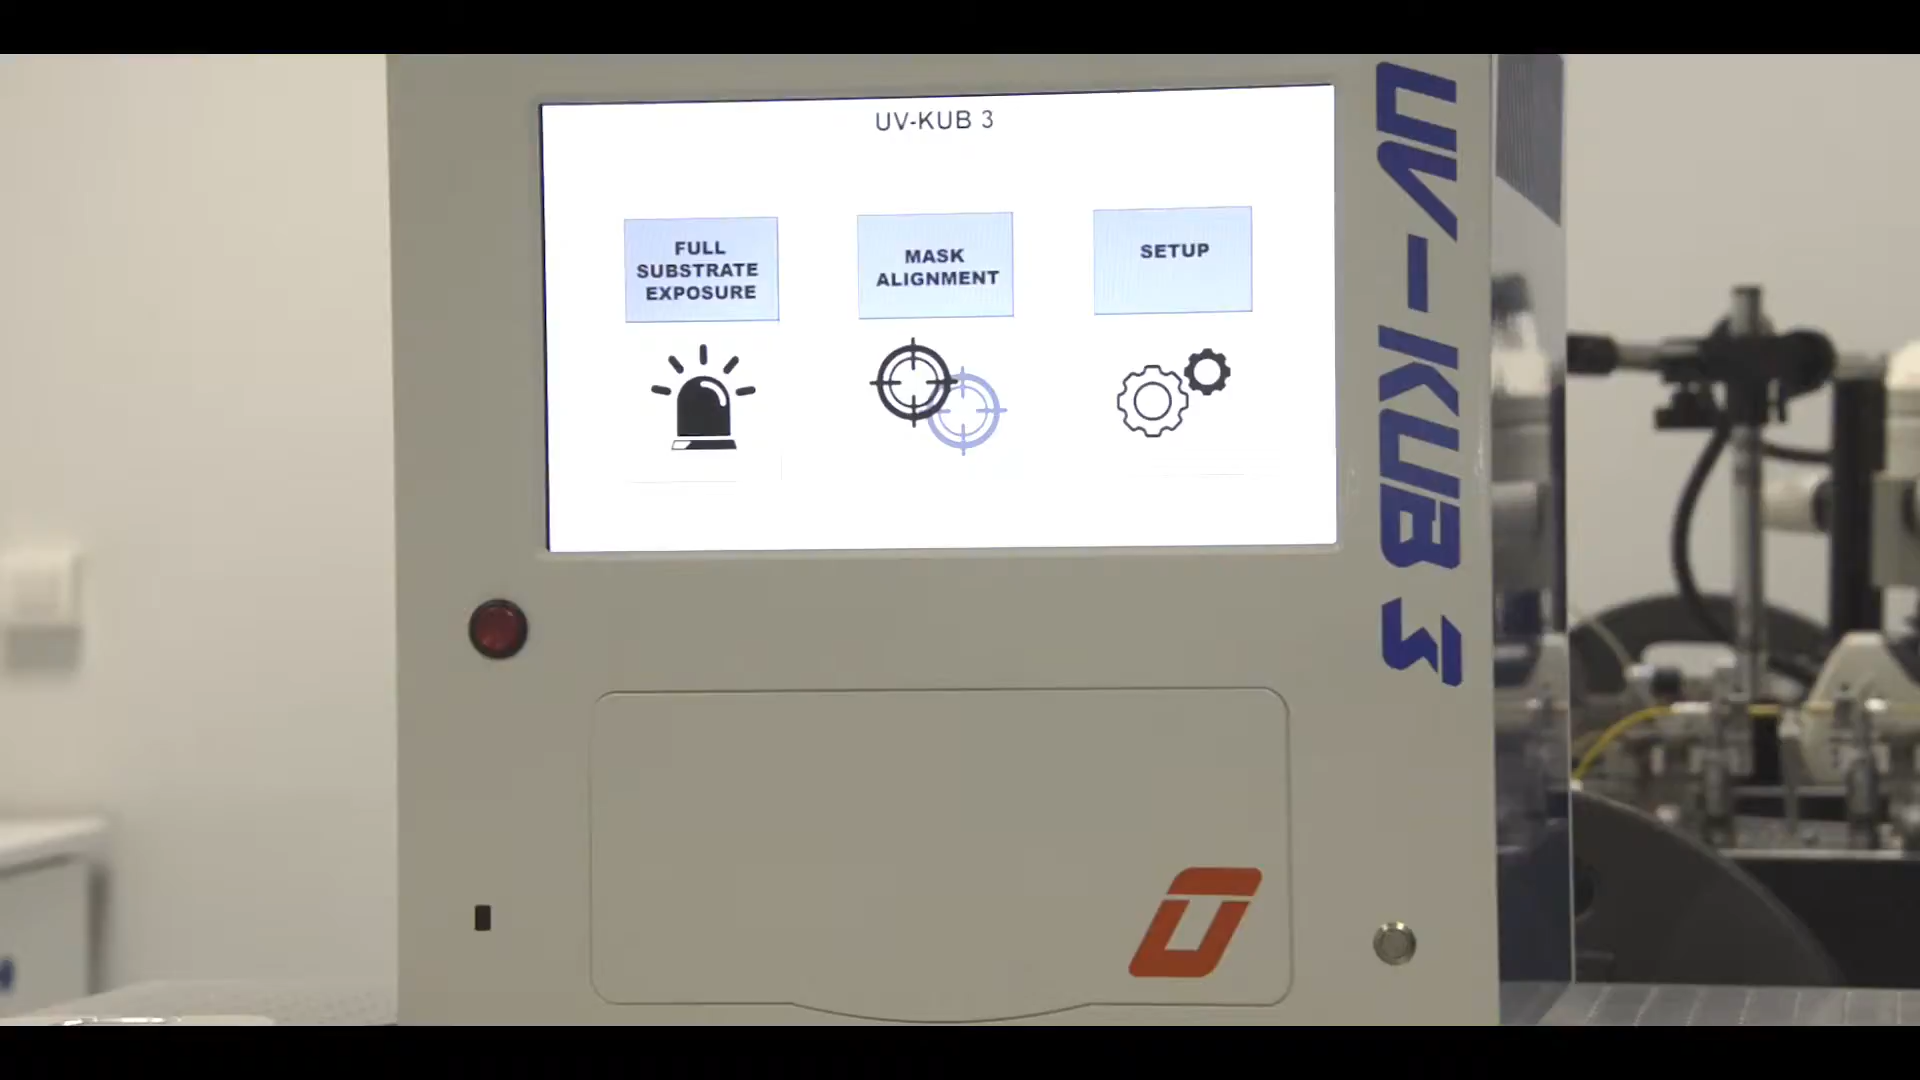 UV-KUB 3
FULL
SUBSTRATE
EXPOSURE
MASK
ALIGNMENT
SETUP
UV-KUB 3